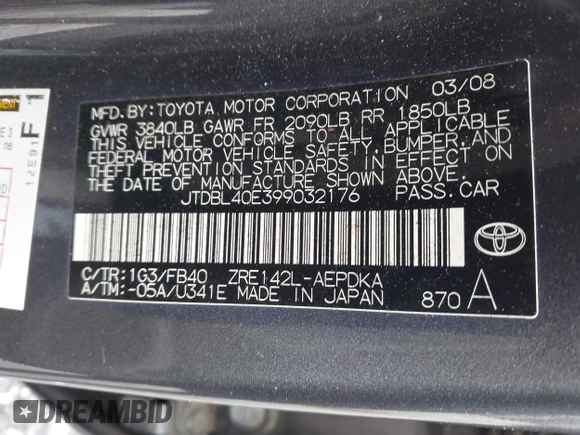 MFD. BY: TOYOTA MOTOR CORPORATION 03/08
GVWR 3840LB GAWR FR 2090LB RR 1850LB
THIS VEHICLE CONFORMS TO ALL APPLICABLE
FEDERAL MOTOR VEHICLE SAFETY, BUMPER, AND
THEFT PREVENTION STANDARDS IN EFFECT ON
THE DATE OF MANUFACTURE SHOWN ABOVE.
JTDBL40E399032176 PASS. CAR
C/TR: 1G3/FB40 ZRE142L-AEPDKA
A/TM: -05A/U341E MADE IN JAPAN 870 A
12E91 F
DREAMBID